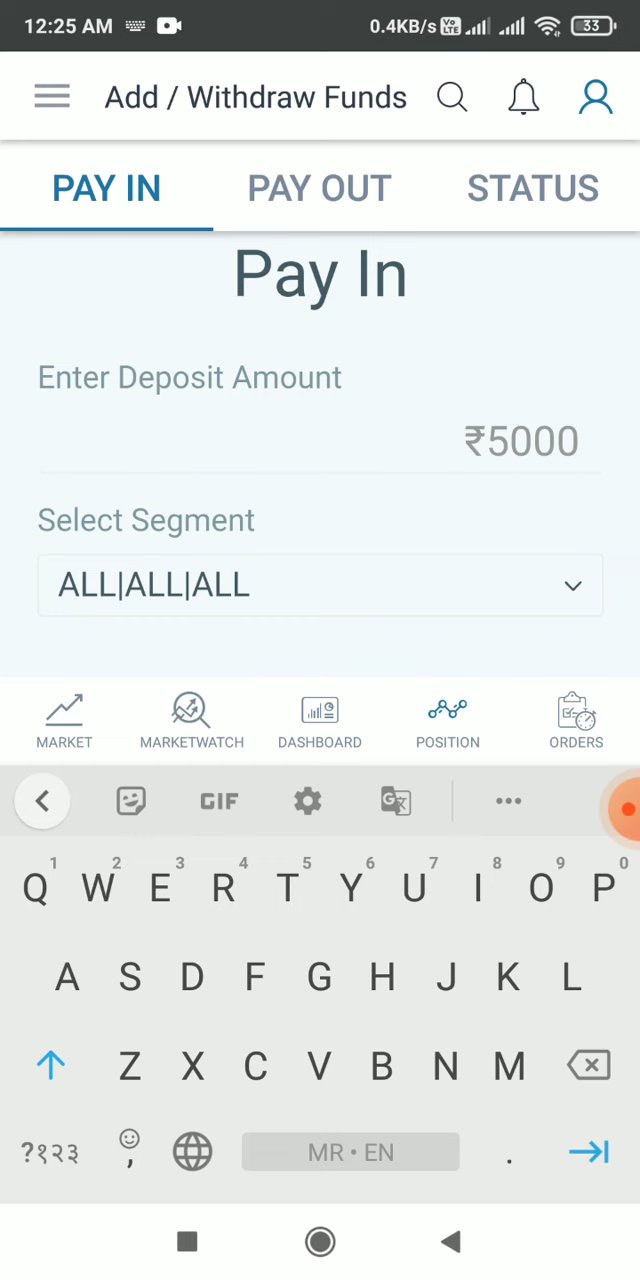 12:25 AM 0.4KB/s Vo LTE 33
Add / Withdraw Funds
PAY IN PAY OUT STATUS
Pay In
Enter Deposit Amount
₹5000
Select Segment
ALL|ALL|ALL
MARKET MARKETWATCH DASHBOARD POSITION ORDERS
GIF G
1 2 3 4 5 6 7 8 9 0
Q W E R T Y U I O P
A S D F G H J K L
Z X C V B N M
?१२३ , MR • EN .